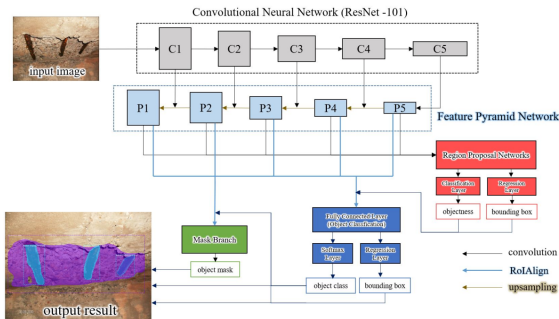 Convolutional Neural Network (ResNet -101)
C1
C2
C3
C4
C5
input image
P1
P2
P3
P4
P5
Feature Pyramid Network
Region Proposal Networks
Classification
Layer
Regression
Layer
objectness
bounding box
Fully Connected Layer
(Object Classification)
Mask Branch
Softmax
Layer
Regression
Layer
object mask
object class
bounding box
output result
convolution
RoIAlign
upsampling